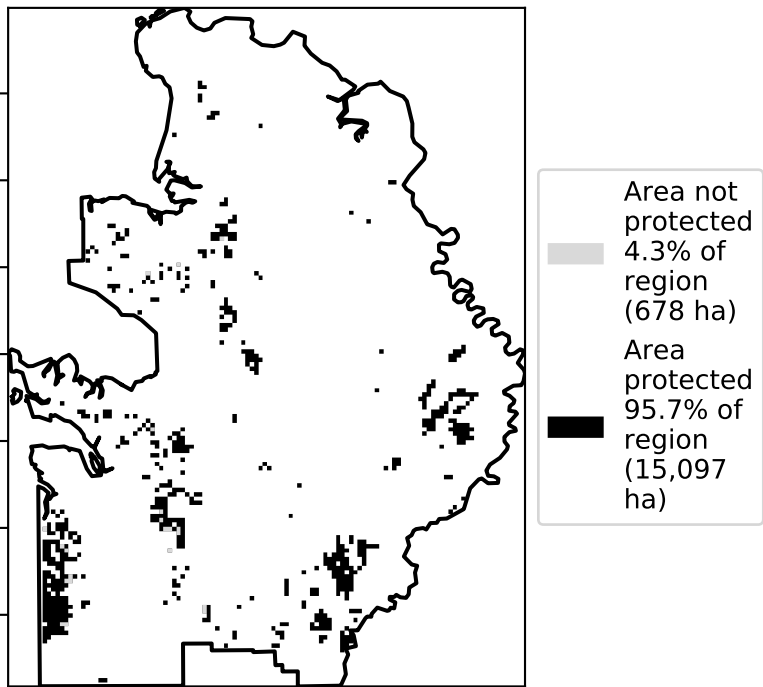 Area not
protected
4.3% of
region
(678 ha)
Area
protected
95.7% of
region
(15,097
ha)